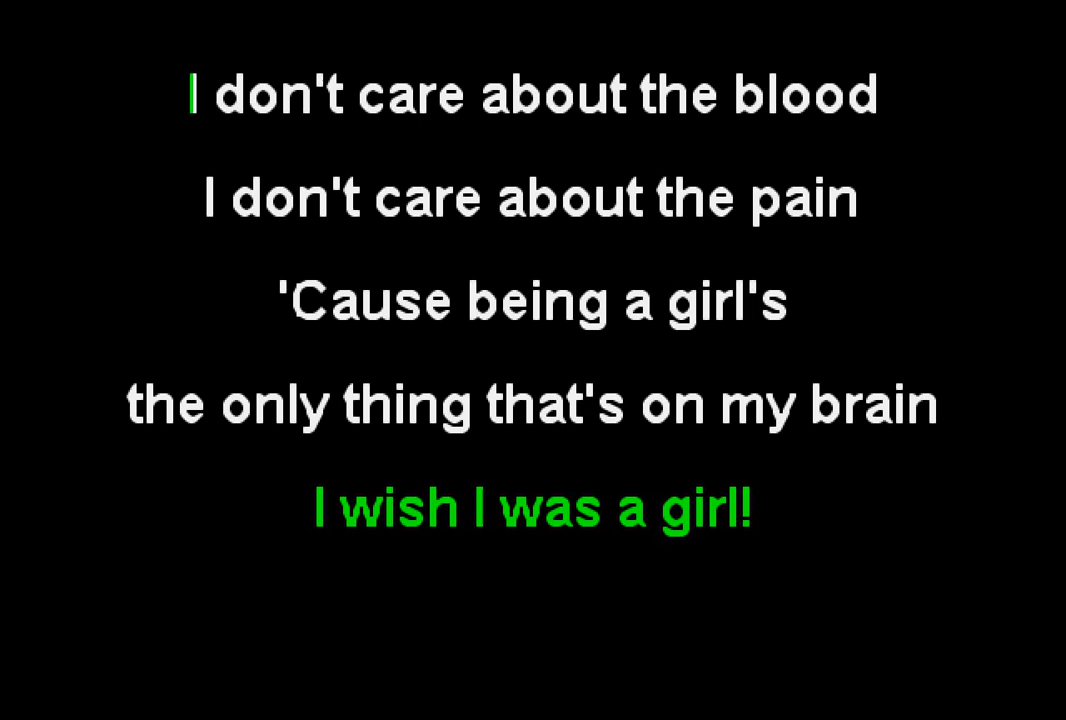 I don't care about the blood
I don't care about the pain
'Cause being a girl's
the only thing that's on my brain
I wish I was a girl!